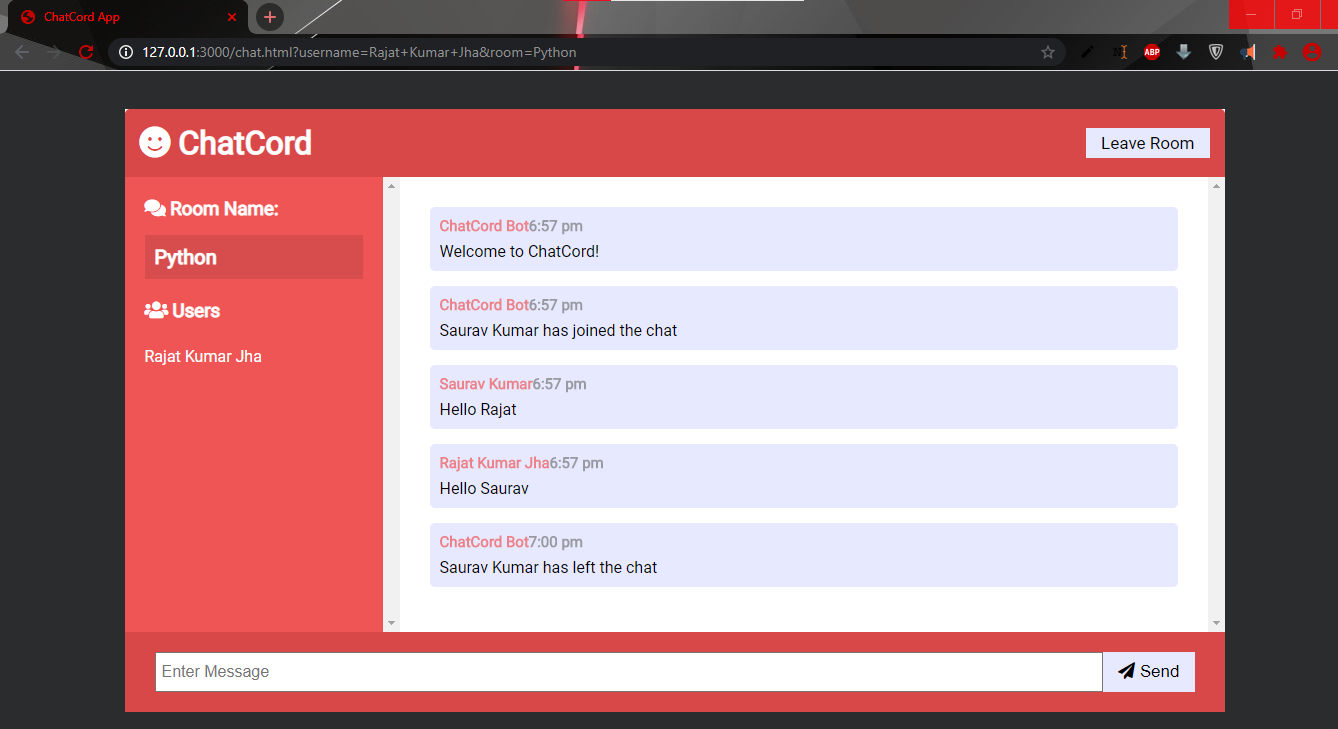 ChatCord App
127.0.0.1:3000/chat.html?username=Rajat+Kumar+Jha&room=Python
ABP
ChatCord
Leave Room
Room Name:
Python
Users
Rajat Kumar Jha
ChatCord Bot6:57 pm
Welcome to ChatCord!
ChatCord Bot6:57 pm
Saurav Kumar has joined the chat
Saurav Kumar6:57 pm
Hello Rajat
Rajat Kumar Jha6:57 pm
Hello Saurav
ChatCord Bot7:00 pm
Saurav Kumar has left the chat
Enter Message
Send